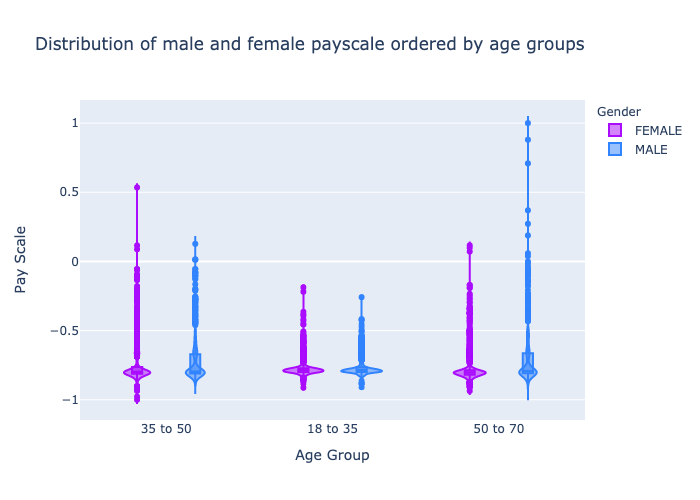 Distribution of male and female payscale ordered by age groups
Gender
FEMALE
MALE
1
0.5
0
−0.5
−1
Pay Scale
35 to 50
18 to 35
50 to 70
Age Group